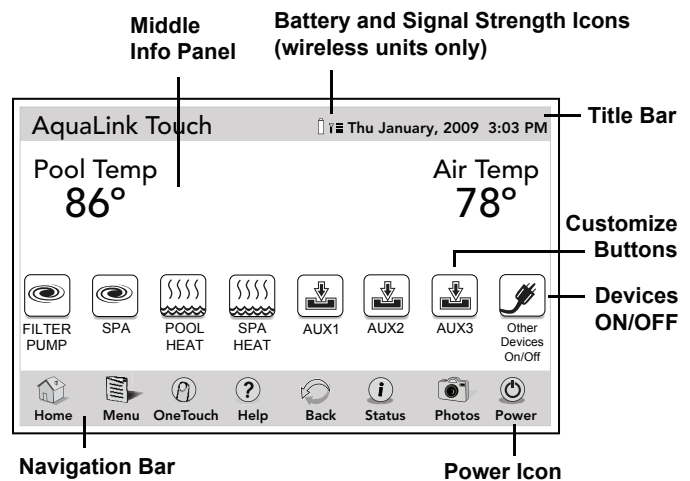 Middle
Info Panel
Battery and Signal Strength Icons
(wireless units only)
AquaLink Touch
Thu January, 2009 3:03 PM
Title Bar
Pool Temp
86°
Air Temp
78°
Customize
Buttons
Devices
ON/OFF
FILTER
PUMP
SPA
POOL
HEAT
SPA
HEAT
AUX1
AUX2
AUX3
Other
Devices
On/Off
Home
Menu
OneTouch
Help
Back
Status
Photos
Power
Navigation Bar
Power Icon